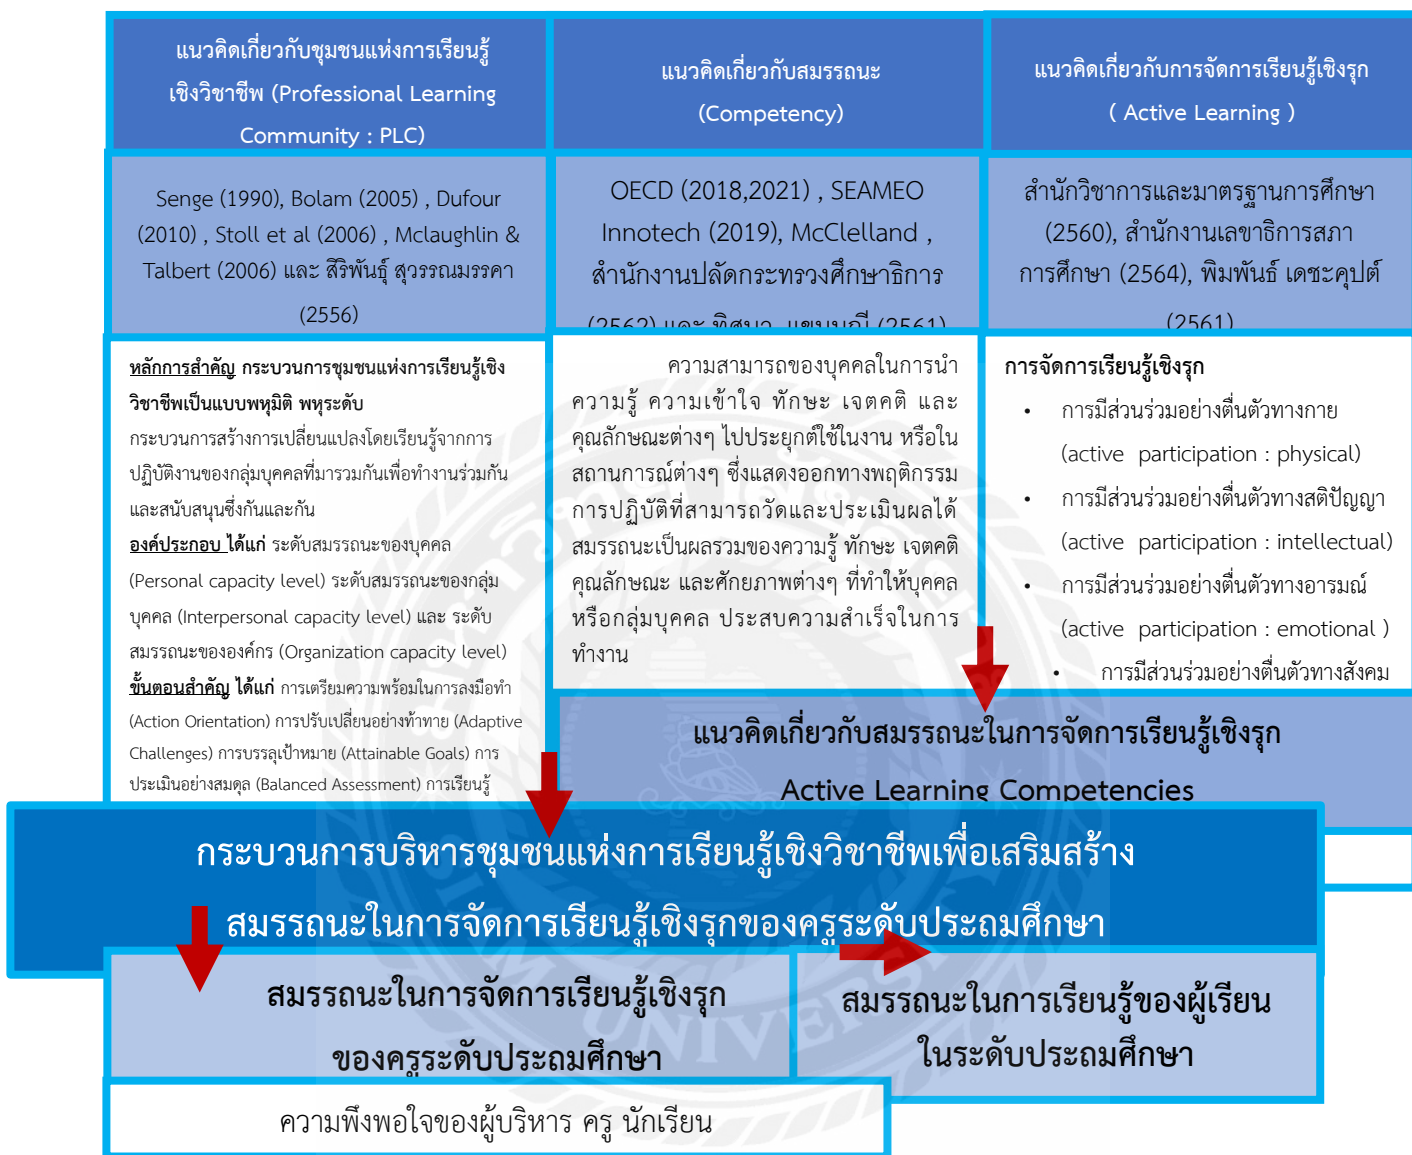 แนวคิดเกี่ยวกับชุมชนแห่งการเรียนรู้
เชิงวิชาชีพ (Professional Learning
Community : PLC)
แนวคิดเกี่ยวกับสมรรถนะ
(Competency)
แนวคิดเกี่ยวกับการจัดการเรียนรู้เชิงรุก
( Active Learning )
Senge (1990), Bolam (2005) , Dufour
(2010) , Stoll et al (2006) , Mclaughlin &
Talbert (2006) และ สิริพันธุ์ สุวรรณมรรคา
(2556)
OECD (2018,2021) , SEAMEO
Innotech (2019), McClelland ,
สำนักงานปลัดกระทรวงศึกษาธิการ
(2562) และ ทิศนา แขมมณี (2561)
สำนักวิชาการและมาตรฐานการศึกษา
(2560), สำนักงานเลขาธิการสภา
การศึกษา (2564), พิมพันธ์ เดชะคุปต์
(2561)
หลักการสำคัญ กระบวนการชุมชนแห่งการเรียนรู้เชิง
วิชาชีพเป็นแบบพหุมิติ พหุระดับ
กระบวนการสร้างการเปลี่ยนแปลงโดยเรียนรู้จากการ
ปฏิบัติงานของกลุ่มบุคคลที่มารวมกันเพื่อทำงานร่วมกัน
และสนับสนุนซึ่งกันและกัน
องค์ประกอบ ได้แก่ ระดับสมรรถนะของบุคคล
(Personal capacity level) ระดับสมรรถนะของกลุ่ม
บุคคล (Interpersonal capacity level) และ ระดับ
สมรรถนะขององค์กร (Organization capacity level)
ขั้นตอนสำคัญ ได้แก่ การเตรียมความพร้อมในการลงมือทำ
(Action Orientation) การปรับเปลี่ยนอย่างท้าทาย (Adaptive
Challenges) การบรรลุเป้าหมาย (Attainable Goals) การ
ประเมินอย่างสมดุล (Balanced Assessment) การเรียนรู้
ความสามารถของบุคคลในการนำ
ความรู้ ความเข้าใจ ทักษะ เจตคติ และ
คุณลักษณะต่างๆ ไปประยุกต์ใช้ในงาน หรือใน
สถานการณ์ต่างๆ ซึ่งแสดงออกทางพฤติกรรม
การปฏิบัติที่สามารถวัดและประเมินผลได้
สมรรถนะเป็นผลรวมของความรู้ ทักษะ เจตคติ
คุณลักษณะ และศักยภาพต่างๆ ที่ทำให้บุคคล
หรือกลุ่มบุคคล ประสบความสำเร็จในการ
ทำงาน
การจัดการเรียนรู้เชิงรุก
• การมีส่วนร่วมอย่างตื่นตัวทางกาย
(active participation : physical)
• การมีส่วนร่วมอย่างตื่นตัวทางสติปัญญา
(active participation : intellectual)
• การมีส่วนร่วมอย่างตื่นตัวทางอารมณ์
(active participation : emotional )
• การมีส่วนร่วมอย่างตื่นตัวทางสังคม
แนวคิดเกี่ยวกับสมรรถนะในการจัดการเรียนรู้เชิงรุก
Active Learning Competencies
กระบวนการบริหารชุมชนแห่งการเรียนรู้เชิงวิชาชีพเพื่อเสริมสร้าง
สมรรถนะในการจัดการเรียนรู้เชิงรุกของครูระดับประถมศึกษา
สมรรถนะในการจัดการเรียนรู้เชิงรุก
ของครูระดับประถมศึกษา
สมรรถนะในการเรียนรู้ของผู้เรียน
ในระดับประถมศึกษา
ความพึงพอใจของผู้บริหาร ครู นักเรียน
มหาวิทยาลัยสยาม
SIAM UNIVERSITY